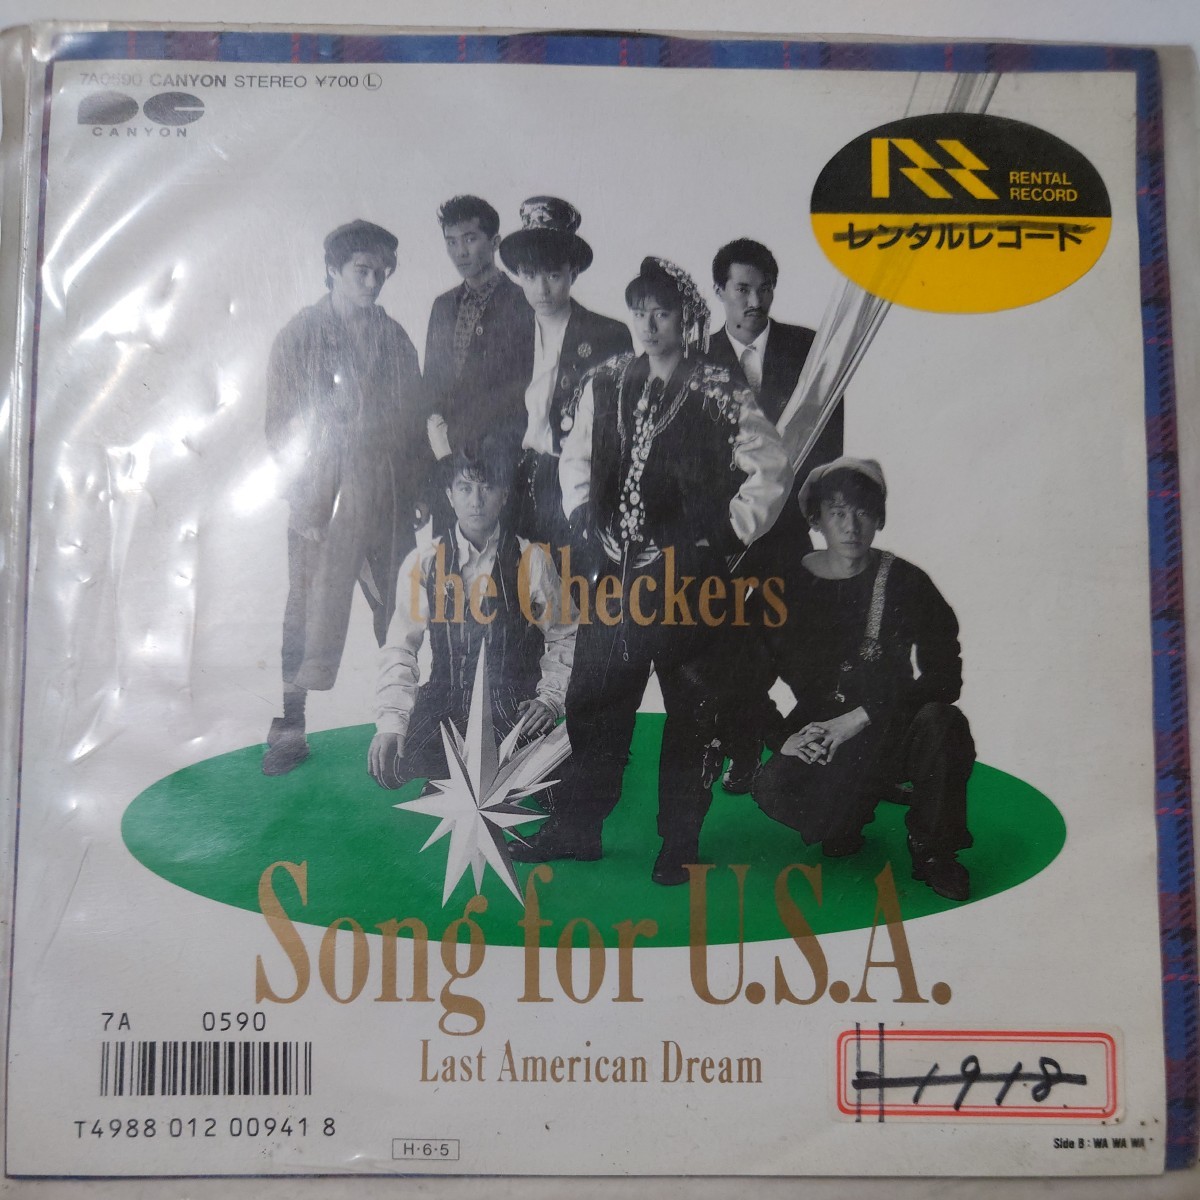 7A0590 CANYON STEREO ¥700 Ⓛ
CANYON
RENTAL
RECORD
レンタルレコード
the Checkers
Song for U.S.A.
Last American Dream
7A 0590
T4988 012 00941 8
H·6·5
1918
Side B : WA WA WA